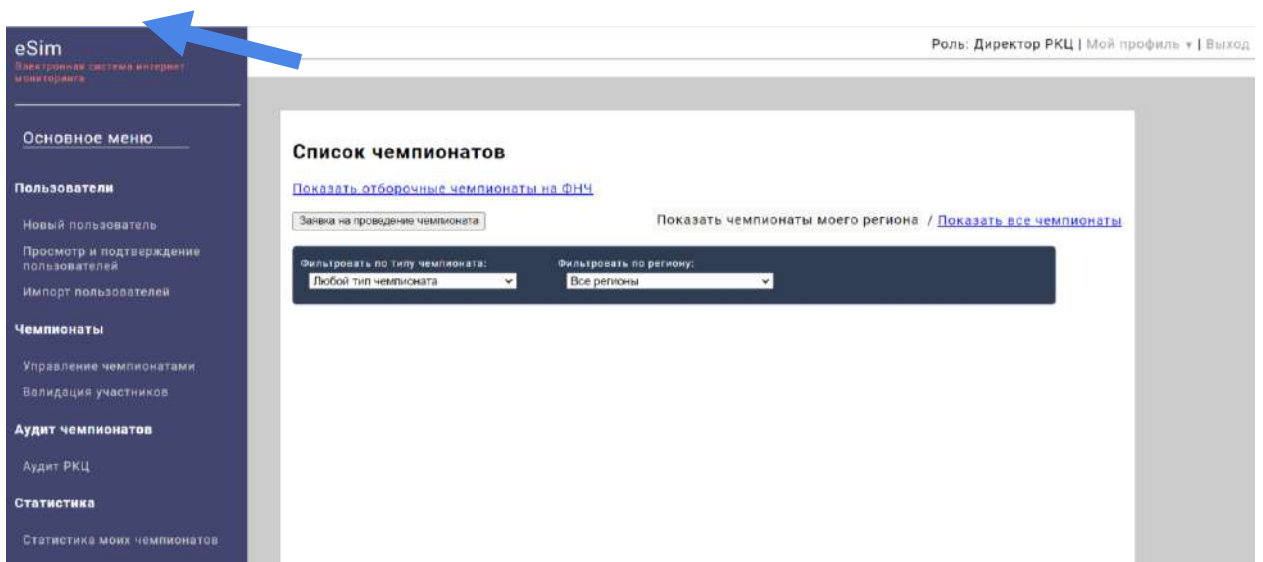 eSim
Электронная система интернет
мониторинга
Роль: Директор РКЦ | Мой профиль ▾ | Выход
Основное меню
Пользователи
Новый пользователь
Просмотр и подтверждение
пользователей
Импорт пользователей
Чемпионаты
Управление чемпионатами
Валидация участников
Аудит чемпионатов
Аудит РКЦ
Статистика
Статистика моих чемпионатов
Список чемпионатов
Показать отборочные чемпионаты на ФНЧ
Заявка на проведение чемпионата
Показать чемпионаты моего региона / Показать все чемпионаты
Фильтровать по типу чемпионата: Фильтровать по региону:
Любой тип чемпионата Все регионы